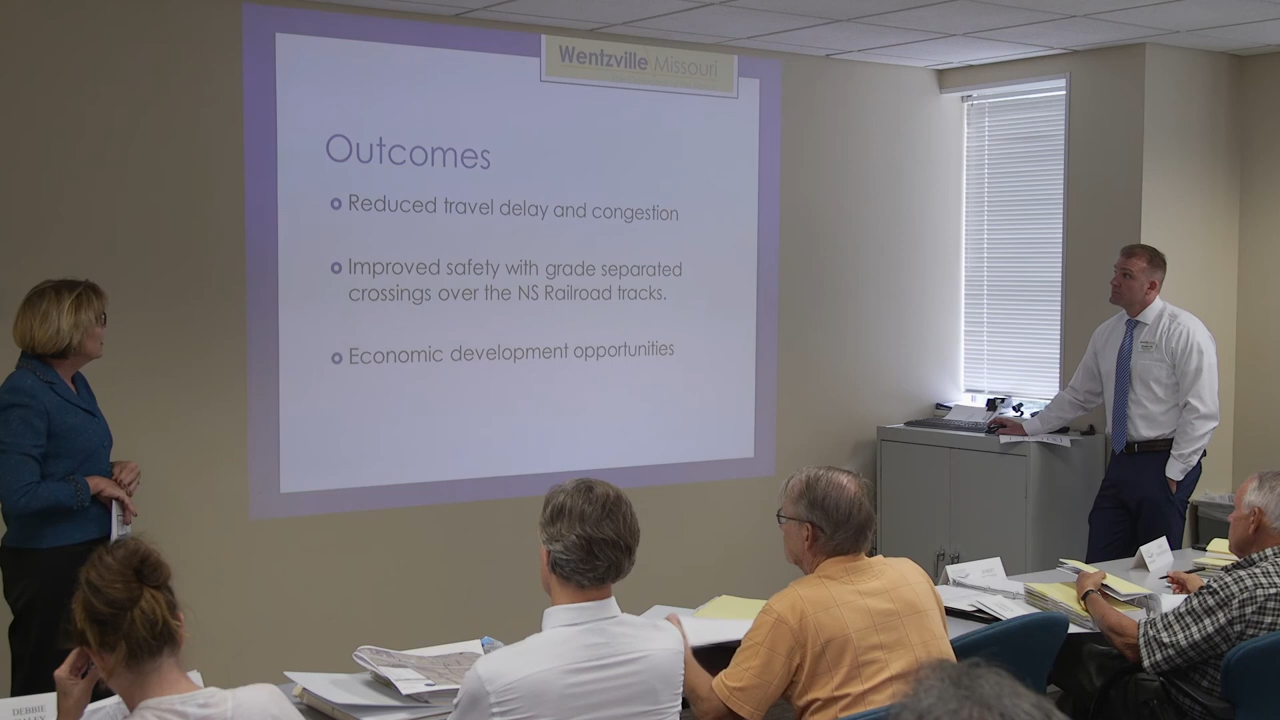 Wentzville Missouri
Outcomes
Reduced travel delay and congestion
Improved safety with grade separated
crossings over the NS Railroad tracks.
Economic development opportunities
DEBBIE